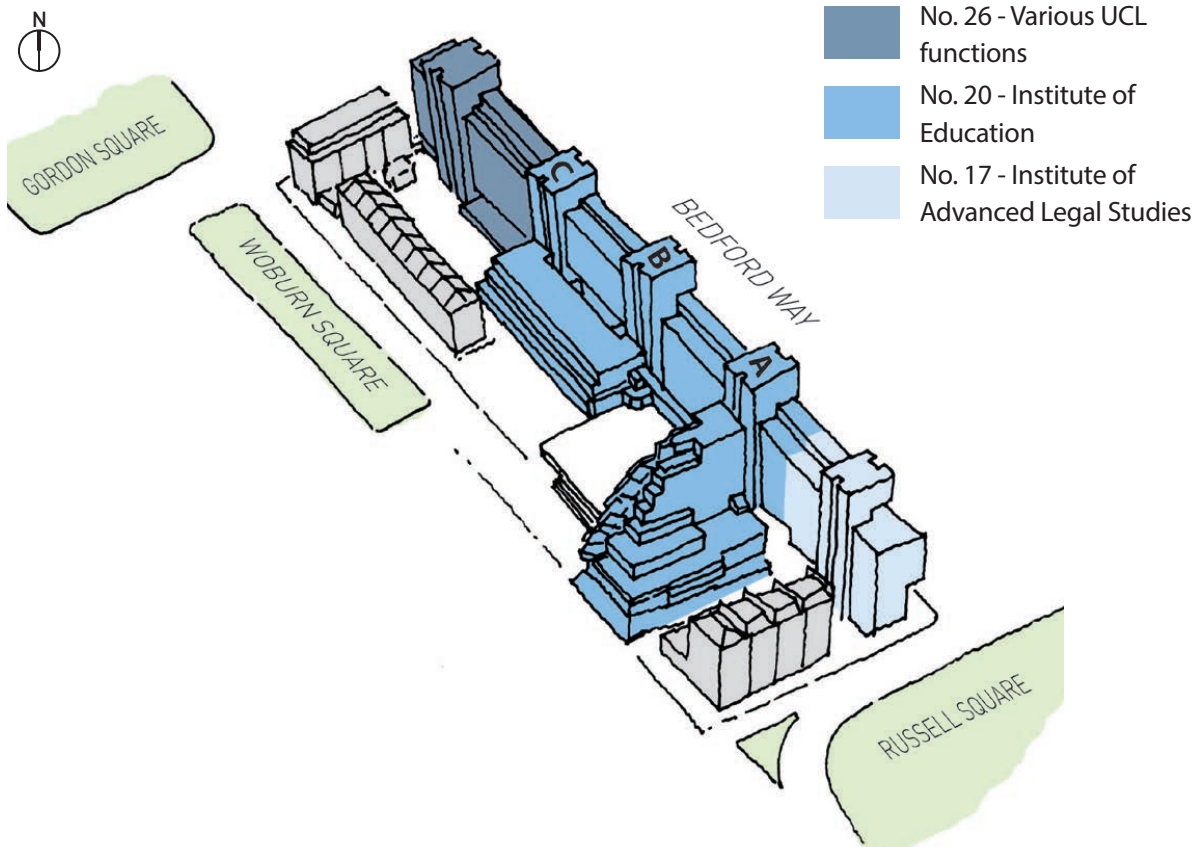 N
No. 26 - Various UCL
functions
No. 20 - Institute of
Education
No. 17 - Institute of
Advanced Legal Studies
GORDON SQUARE
WOBURN SQUARE
BEDFORD WAY
C
B
A
RUSSELL SQUARE